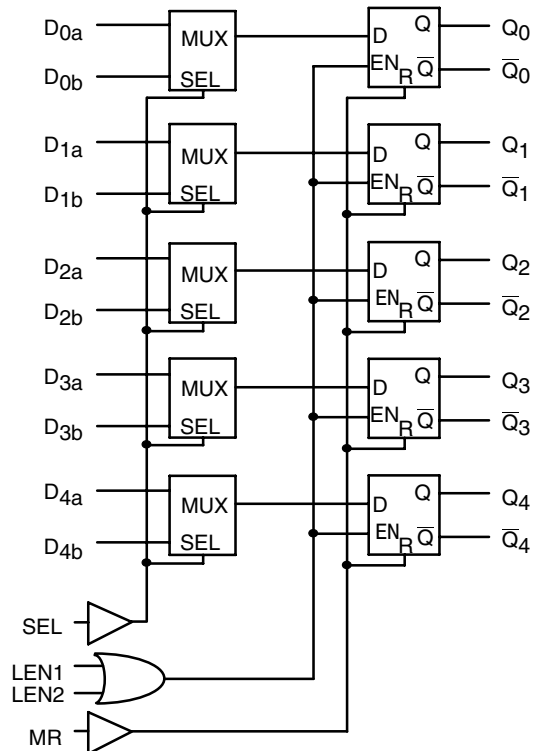 D0a MUX D Q Q0
D0b SEL EN R Q̅ Q̅0
D1a MUX D Q Q1
D1b SEL EN R Q̅ Q̅1
D2a MUX D Q Q2
D2b SEL EN R Q̅ Q̅2
D3a MUX D Q Q3
D3b SEL EN R Q̅ Q̅3
D4a MUX D Q Q4
D4b SEL EN R Q̅ Q̅4
SEL
LEN1
LEN2
MR